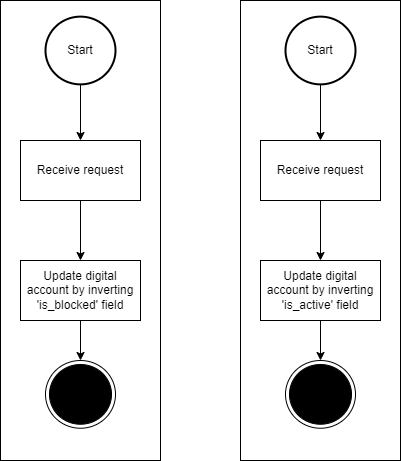 Start
Receive request
Update digital
account by inverting
'is_blocked' field
Start
Receive request
Update digital
account by inverting
'is_active' field